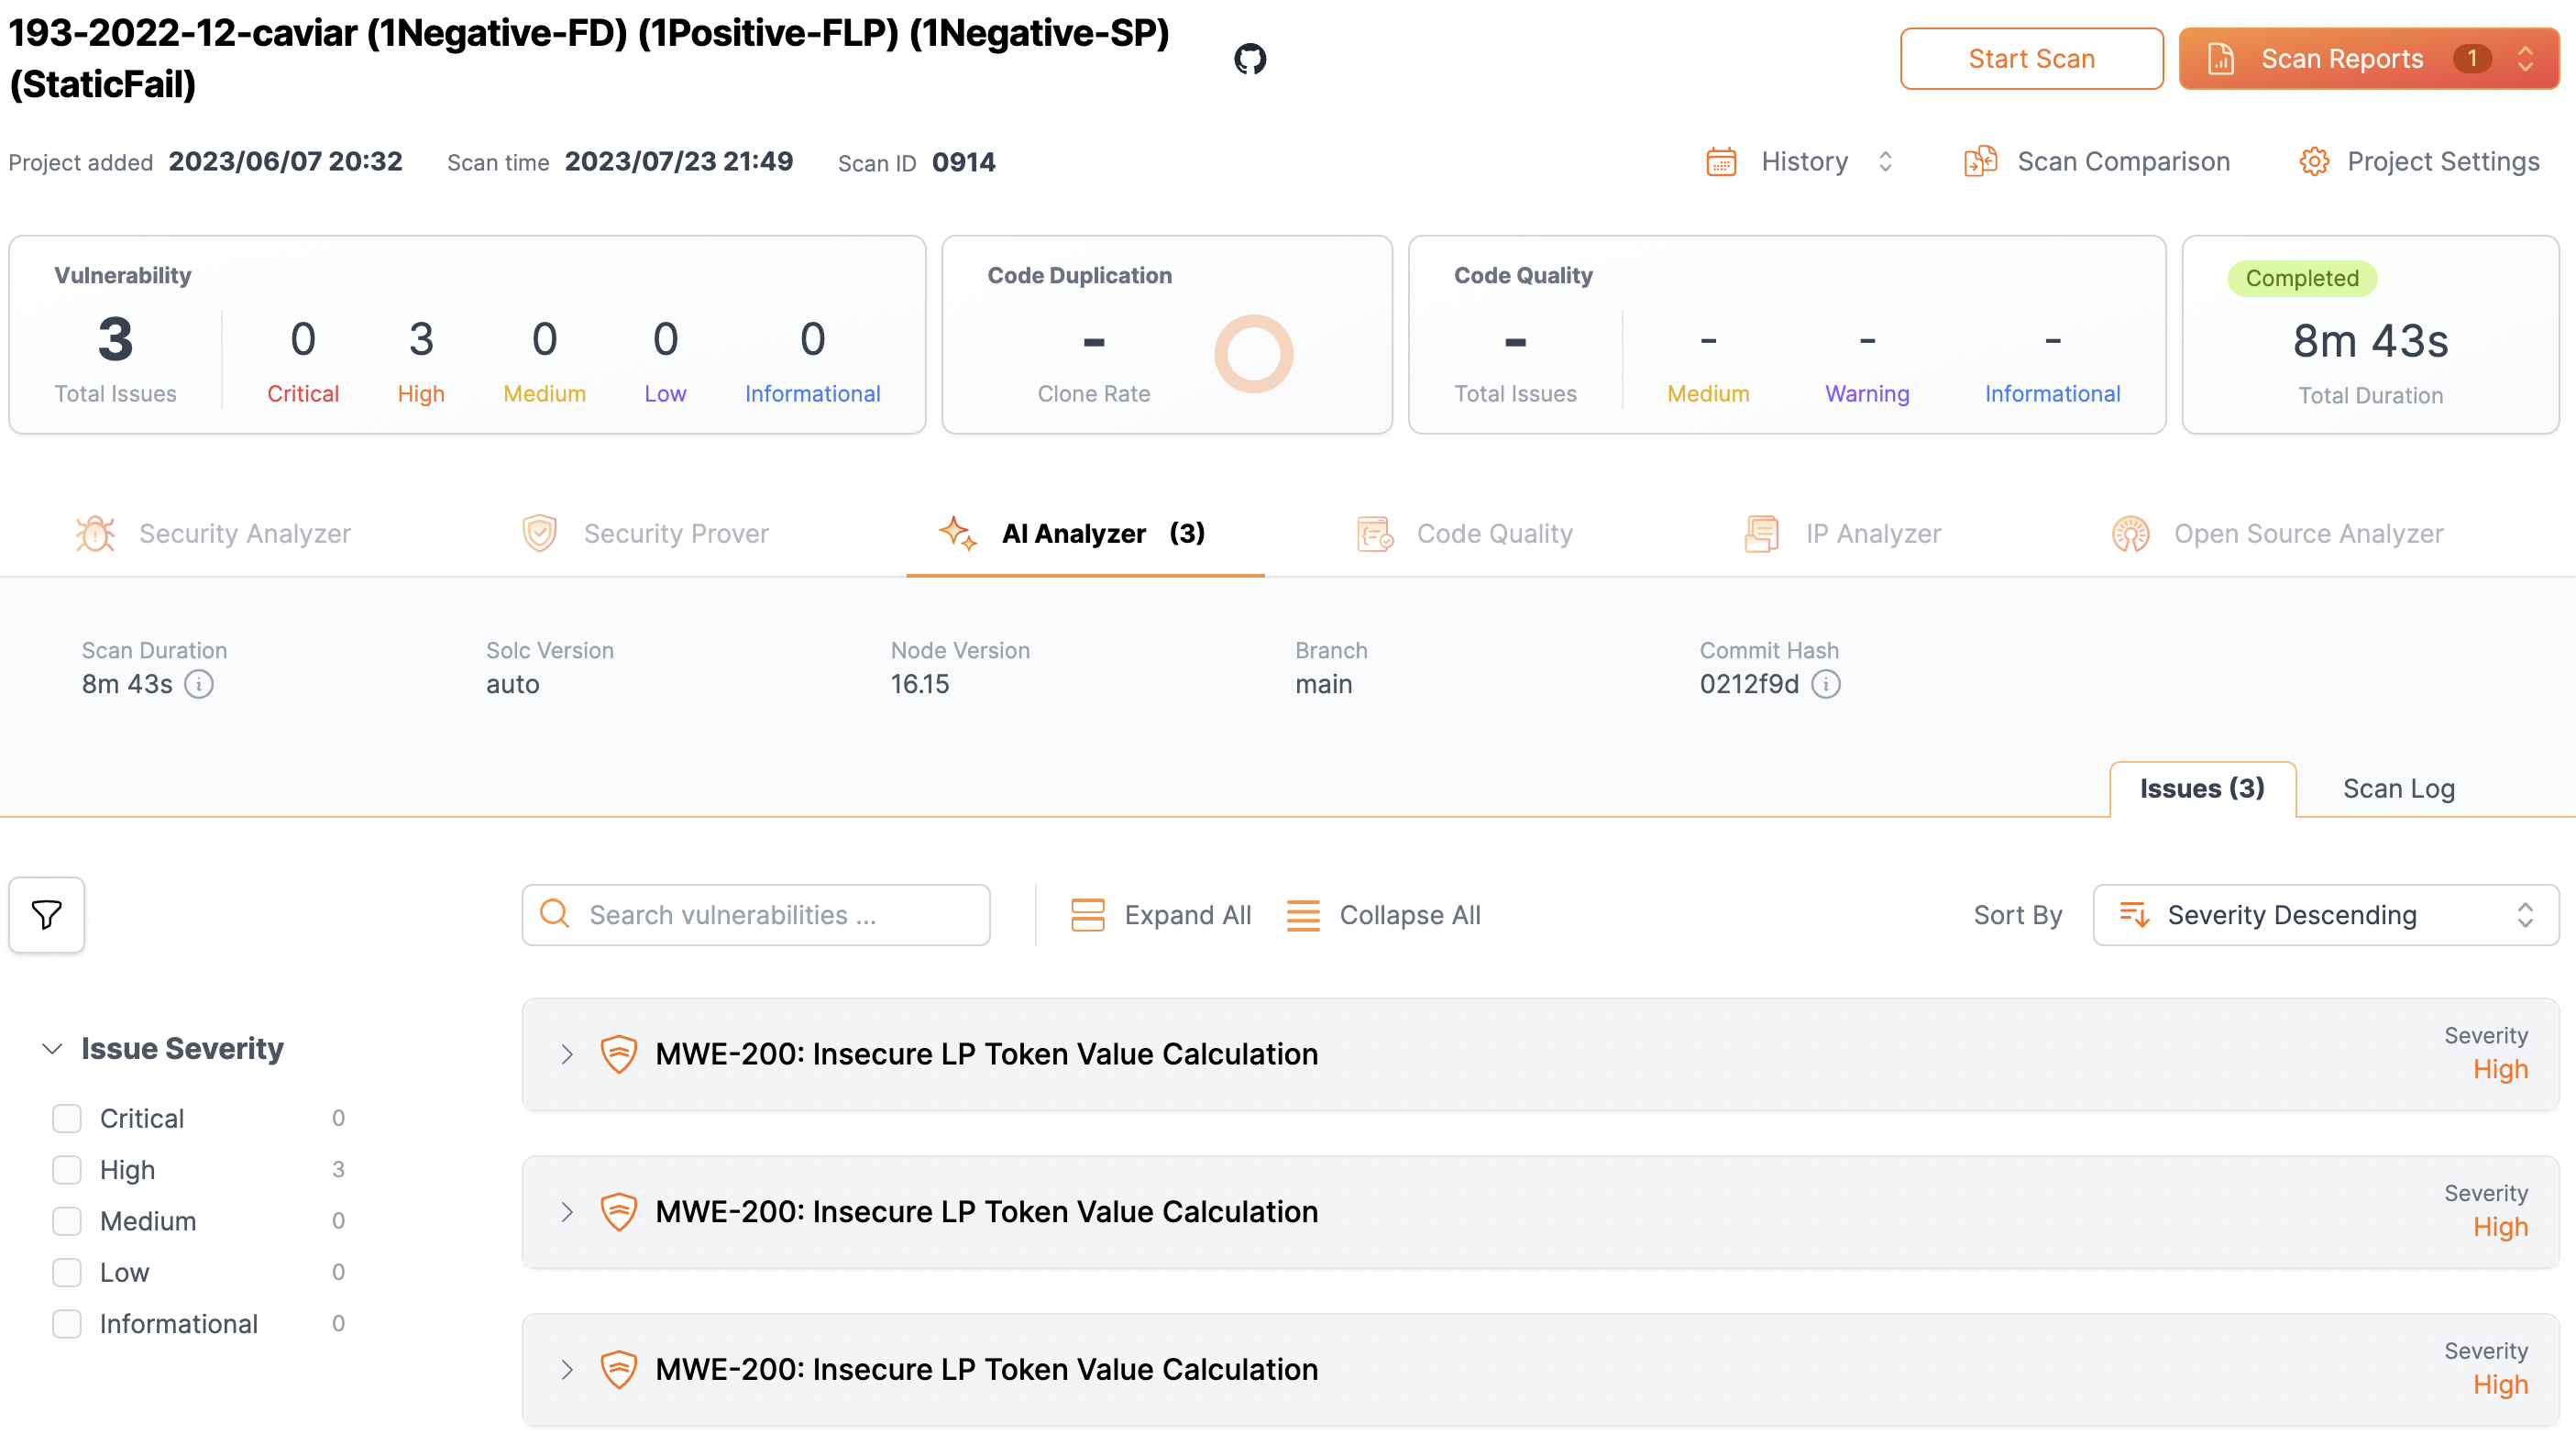 193-2022-12-caviar (1Negative-FD) (1Positive-FLP) (1Negative-SP)
(StaticFail)
Start Scan
Scan Reports 1
Project added 2023/06/07 20:32 Scan time 2023/07/23 21:49 Scan ID 0914
History Scan Comparison Project Settings
Vulnerability
3 0 3 0 0 0
Total Issues Critical High Medium Low Informational
Code Duplication
-
Clone Rate
Code Quality
- - - -
Total Issues Medium Warning Informational
Completed
8m 43s
Total Duration
Security Analyzer Security Prover AI Analyzer (3) Code Quality IP Analyzer Open Source Analyzer
Scan Duration Solc Version Node Version Branch Commit Hash
8m 43s auto 16.15 main 0212f9d
Issues (3) Scan Log
Search vulnerabilities ... Expand All Collapse All Sort By Severity Descending
Issue Severity
Critical 0
High 3
Medium 0
Low 0
Informational 0
MWE-200: Insecure LP Token Value Calculation
Severity
High
MWE-200: Insecure LP Token Value Calculation
Severity
High
MWE-200: Insecure LP Token Value Calculation
Severity
High